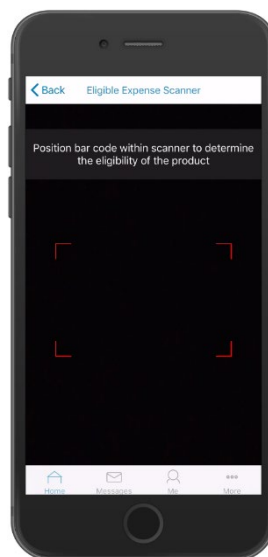 Back Eligible Expense Scanner
Position bar code within scanner to determine
the eligibility of the product
Home Messages Me More